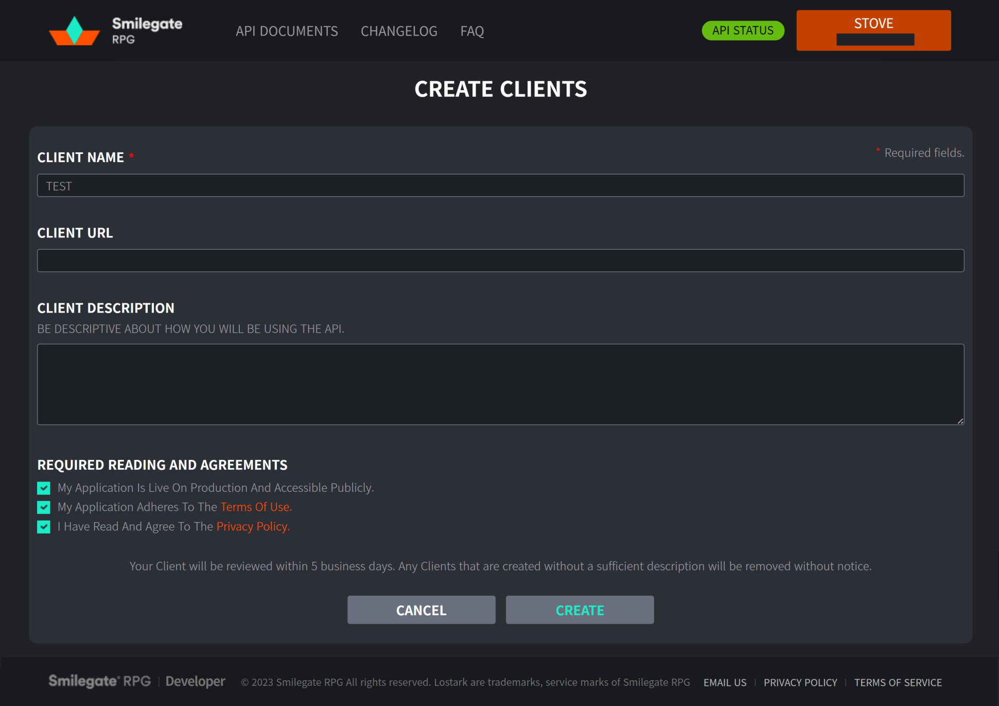 Smilegate
RPG
API DOCUMENTS
CHANGELOG
FAQ
API STATUS
STOVE
CREATE CLIENTS
CLIENT NAME *
* Required fields.
TEST
CLIENT URL
CLIENT DESCRIPTION
BE DESCRIPTIVE ABOUT HOW YOU WILL BE USING THE API.
REQUIRED READING AND AGREEMENTS
My Application Is Live On Production And Accessible Publicly.
My Application Adheres To The Terms Of Use.
I Have Read And Agree To The Privacy Policy.
Your Client will be reviewed within 5 business days. Any Clients that are created without a sufficient description will be removed without notice.
CANCEL
CREATE
Smilegate RPG | Developer
© 2023 Smilegate RPG All rights reserved. Lostark are trademarks, service marks of Smilegate RPG
EMAIL US | PRIVACY POLICY | TERMS OF SERVICE